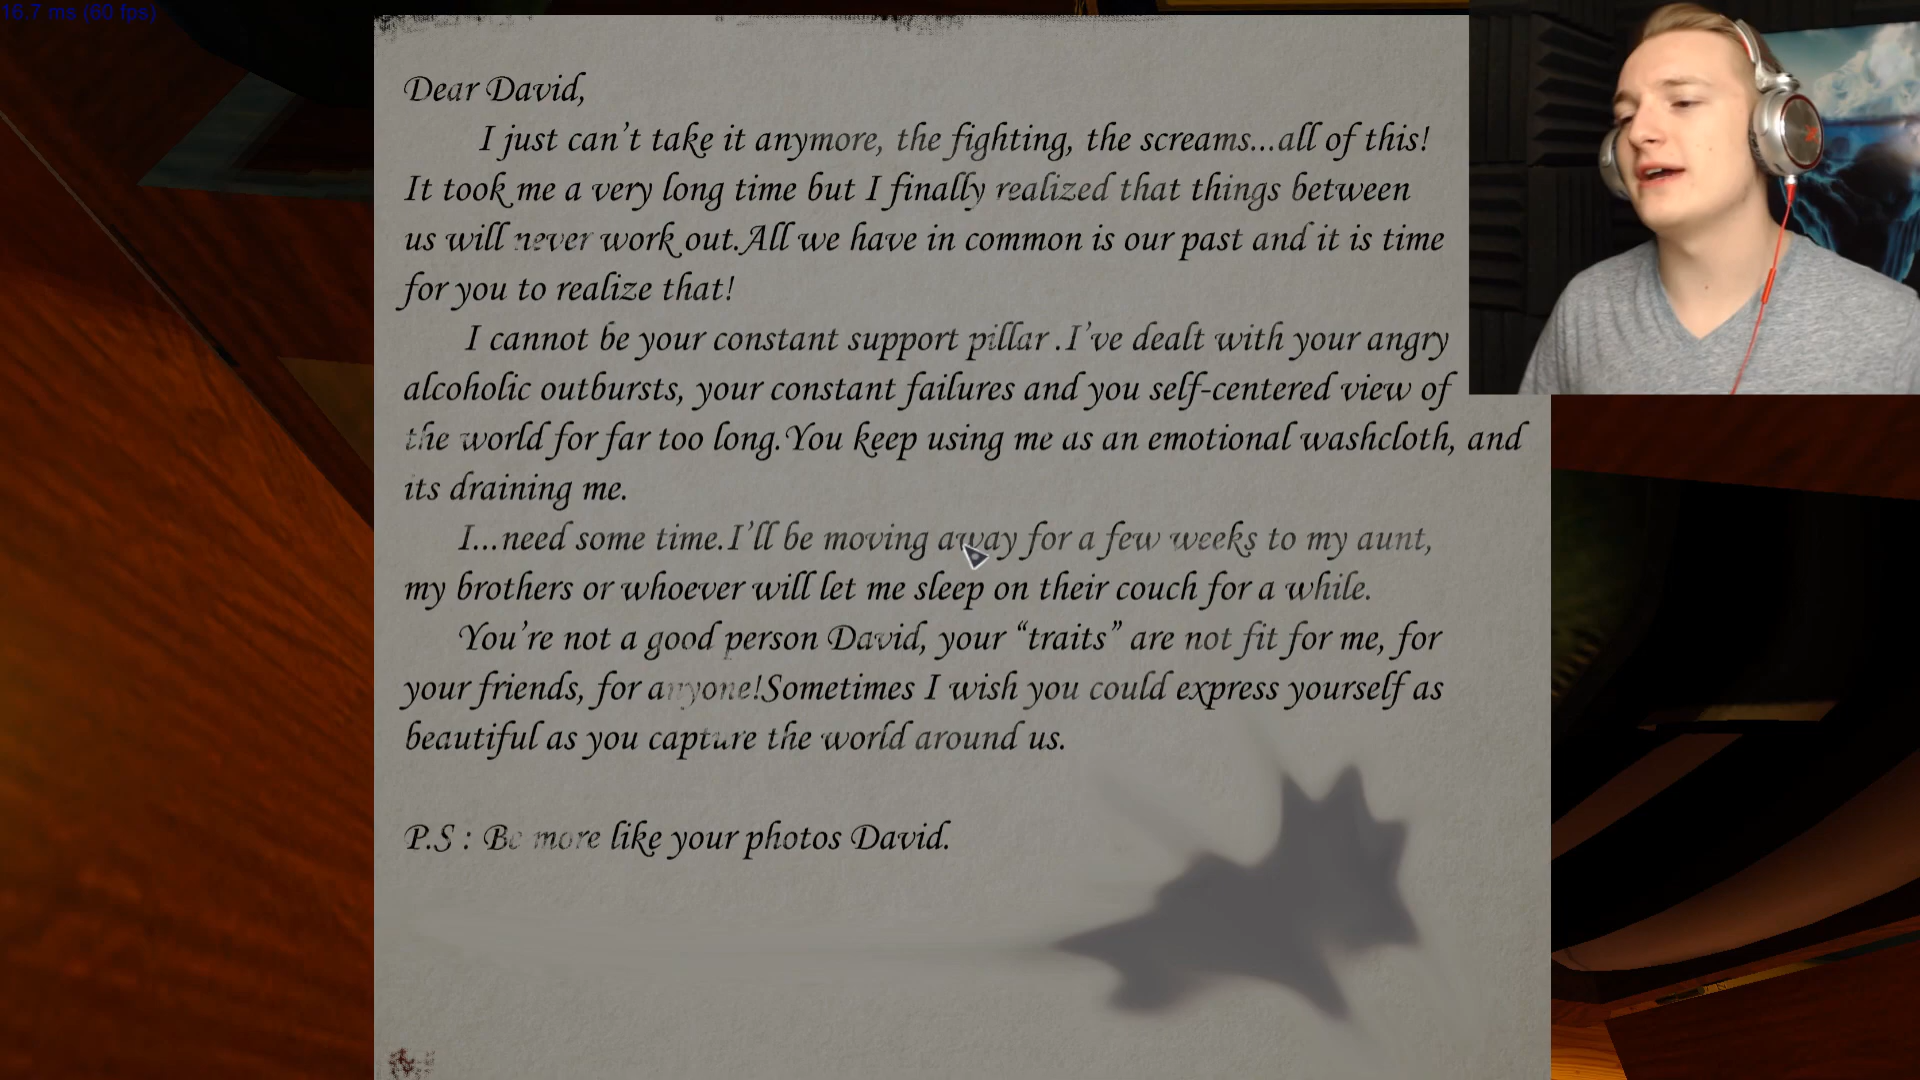 16.7 ms (60 fps)
Dear David,
I just can't take it anymore, the fighting, the screams...all of this!
It took me a very long time but I finally realized that things between
us will never work out.All we have in common is our past and it is time
for you to realize that!
I cannot be your constant support pillar .I've dealt with your angry
alcoholic outbursts, your constant failures and you self-centered view of
the world for far too long.You keep using me as an emotional washcloth, and
its draining me.
I...need some time.I'll be moving away for a few weeks to my aunt,
my brothers or whoever will let me sleep on their couch for a while.
You're not a good person David, your “traits” are not fit for me, for
your friends, for anyone!Sometimes I wish you could express yourself as
beautiful as you capture the world around us.
P.S : Be more like your photos David.